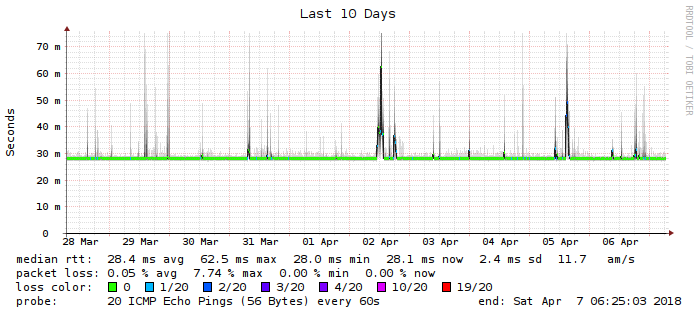 Last 10 Days
RRDTOOL / TOBI OETIKER
Seconds
70 m
60 m
50 m
40 m
30 m
20 m
10 m
0
28 Mar 29 Mar 30 Mar 31 Mar 01 Apr 02 Apr 03 Apr 04 Apr 05 Apr 06 Apr
median rtt: 28.4 ms avg 62.5 ms max 28.0 ms min 28.1 ms now 2.4 ms sd 11.7 am/s
packet loss: 0.05 % avg 7.74 % max 0.00 % min 0.00 % now
loss color: 0 1/20 2/20 3/20 4/20 10/20 19/20
probe: 20 ICMP Echo Pings (56 Bytes) every 60s end: Sat Apr 7 06:25:03 2018